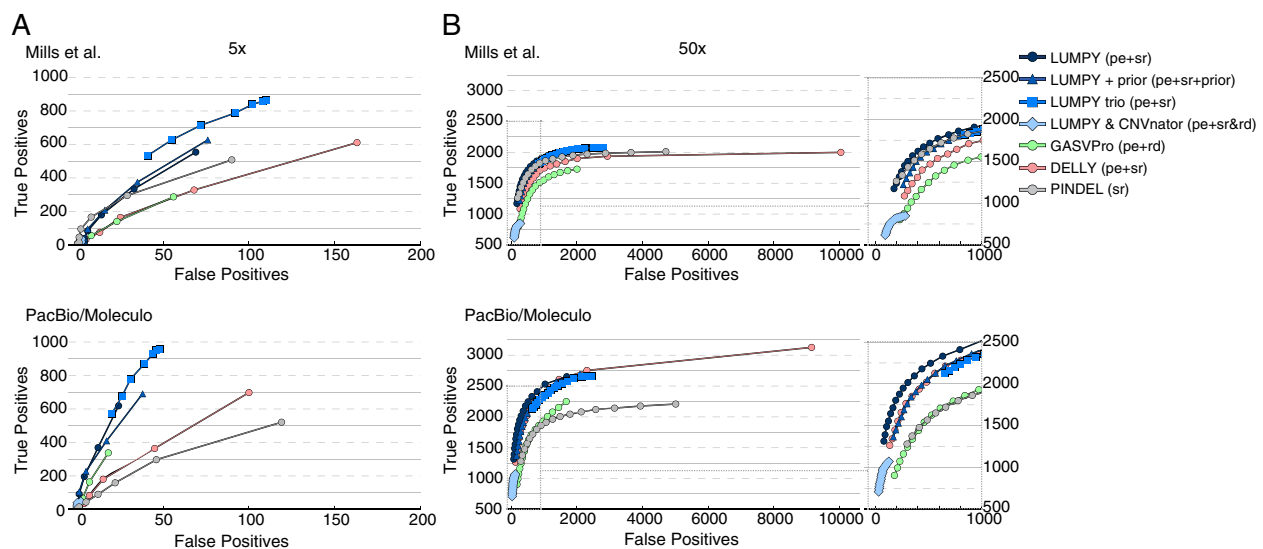 A
B
Mills et al.
5x
Mills et al.
50x
True Positives
1000
800
600
400
200
0
0
50
100
150
200
False Positives
True Positives
3000
2500
2000
1500
1000
500
0
2000
4000
6000
8000
10000
False Positives
2500
2000
1500
1000
500
0
1000
LUMPY (pe+sr)
LUMPY + prior (pe+sr+prior)
LUMPY trio (pe+sr)
LUMPY & CNVnator (pe+sr&rd)
GASVPro (pe+rd)
DELLY (pe+sr)
PINDEL (sr)
PacBio/Moleculo
True Positives
1000
800
600
400
200
0
0
50
100
150
200
False Positives
PacBio/Moleculo
True Positives
3000
2500
2000
1500
1000
500
0
2000
4000
6000
8000
10000
False Positives
2500
2000
1500
1000
500
0
1000